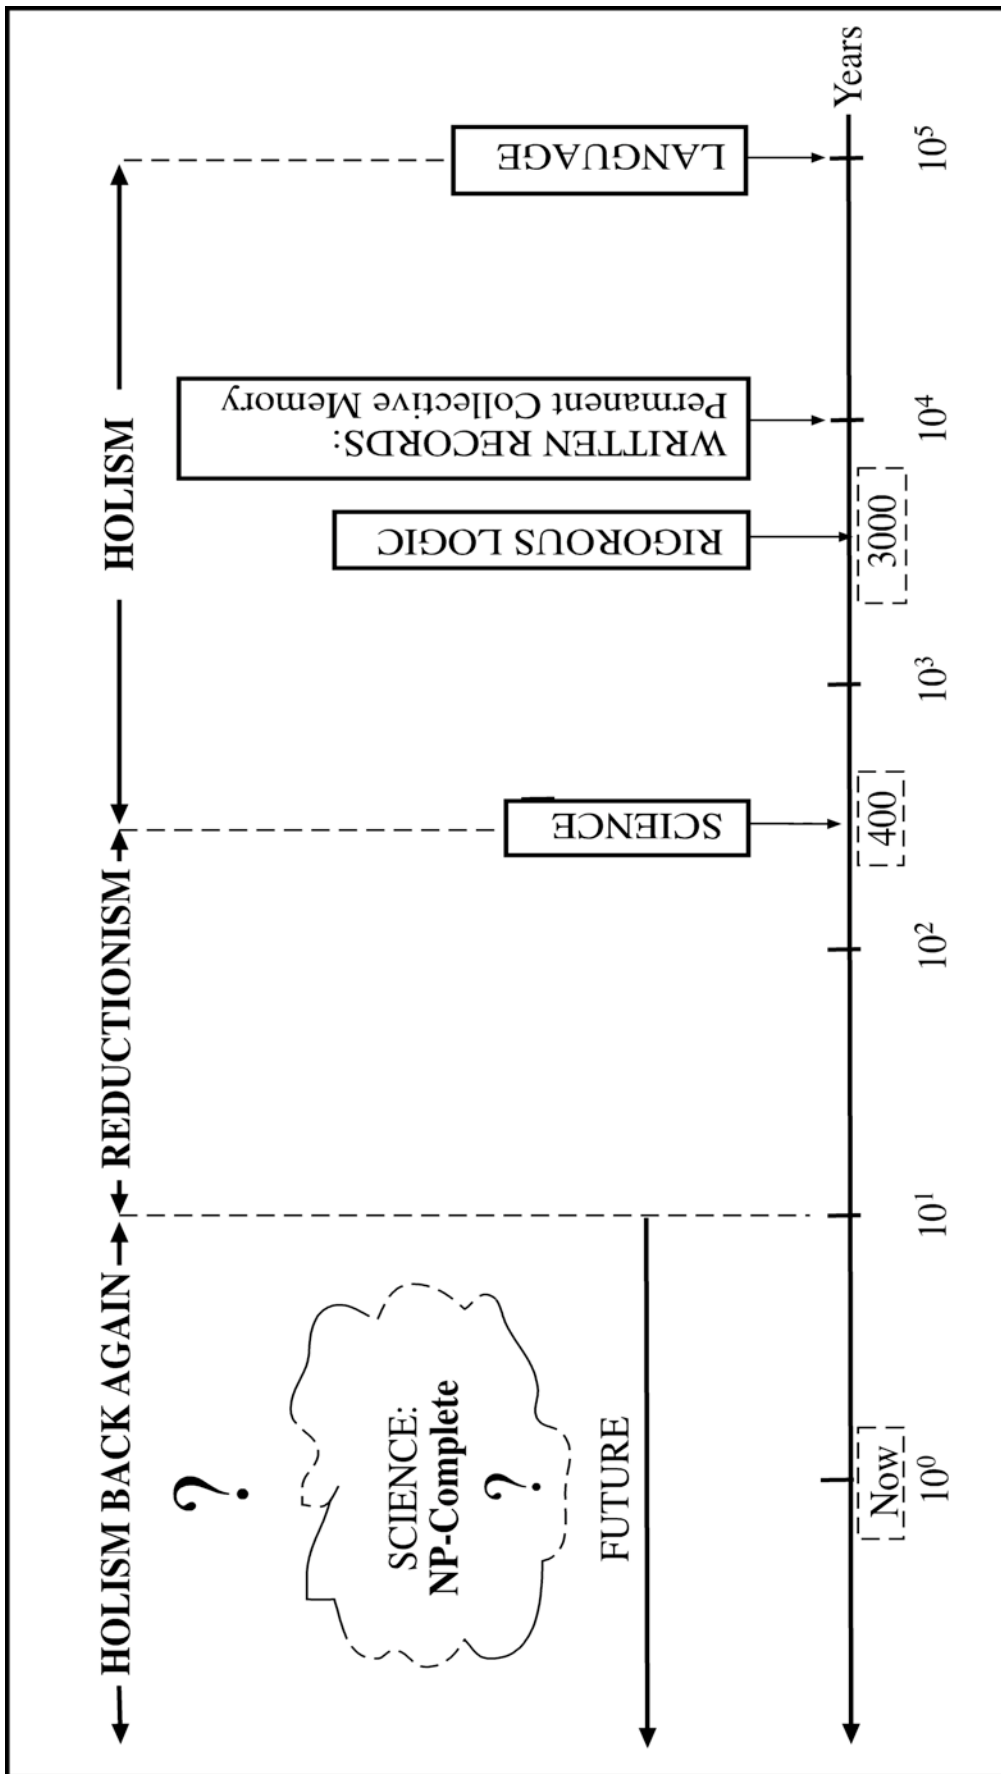 HOLISM BACK AGAIN
REDUCTIONISM
HOLISM
?
SCIENCE:
NP-Complete
?
FUTURE
SCIENCE
RIGOROUS LOGIC
WRITTEN RECORDS:
Permanent Collective Memory
LANGUAGE
Years
Now
400
3000
10⁰
10¹
10²
10³
10⁴
10⁵